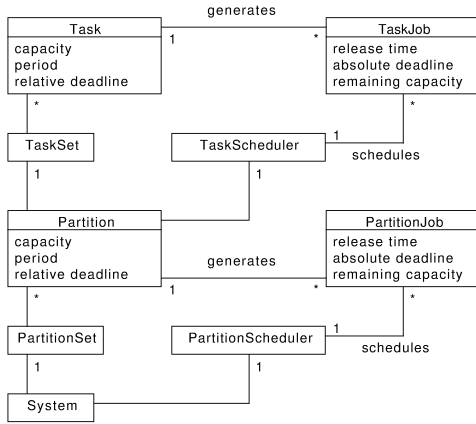 generates
Task
TaskJob
1
*
capacity
period
relative deadline
release time
absolute deadline
remaining capacity
*
*
TaskSet
TaskScheduler
1
schedules
1
1
Partition
PartitionJob
capacity
period
relative deadline
generates
release time
absolute deadline
remaining capacity
1
*
*
*
PartitionSet
PartitionScheduler
1
schedules
1
1
System